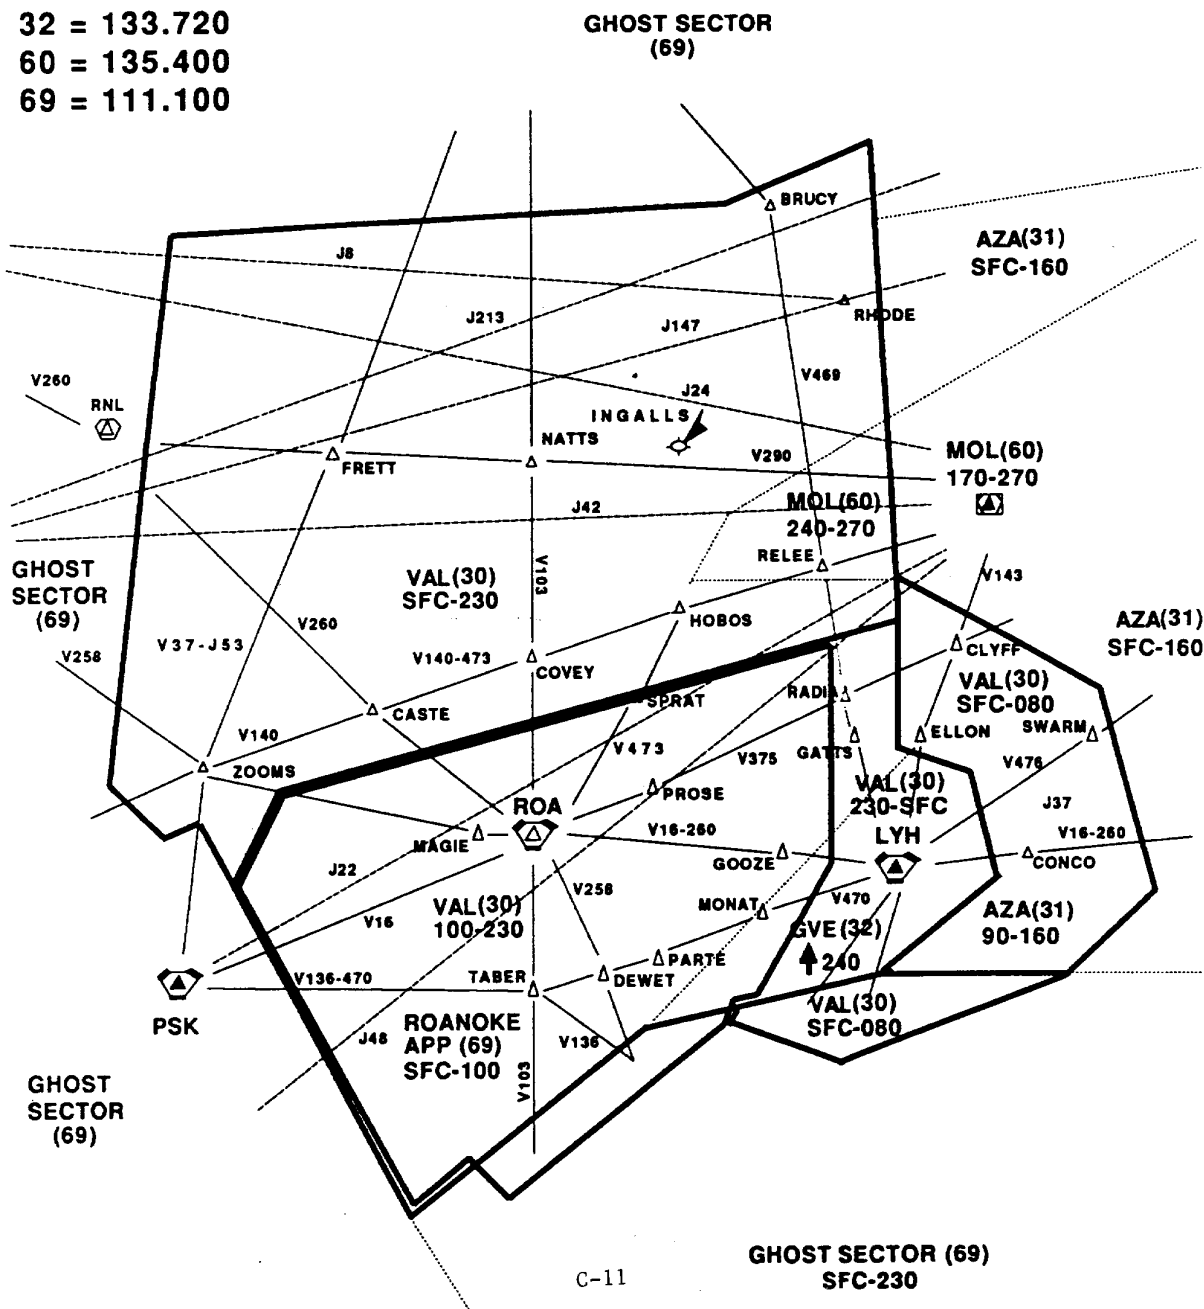 32 = 133.720
60 = 135.400
69 = 111.100
GHOST SECTOR
(69)
BRUCY
AZA(31)
SFC-160
J8
RHODE
J213
J147
V469
V260
RNL
J24
INGALLS
NATTS
FRETT
V290
MOL(60)
170-270
J42
MOL(60)
240-270
GHOST
SECTOR
(69)
RELEE
V143
VAL(30)
SFC-230
V103
HOBOS
AZA(31)
SFC-160
V258
V37-J53
V260
V140-473
COVEY
CLYFF
VAL(30)
SFC-080
RADIA
SPRAT
CASTE
V140
V473
V375
GATTS
ELLON
SWARM
ZOOMS
V476
PROSE
VAL(30)
230-SFC
ROA
J37
LYH
V16-260
V16-260
MAGIE
GOOZE
CONCO
J22
V258
V470
VAL(30)
100-230
V16
MONAT
GVE(32)
240
AZA(31)
90-160
PARTE
DEWET
TABER
V136-470
PSK
VAL(30)
SFC-080
ROANOKE
APP (69)
SFC-100
J48
V136
V103
GHOST
SECTOR
(69)
GHOST SECTOR (69)
SFC-230
C-11